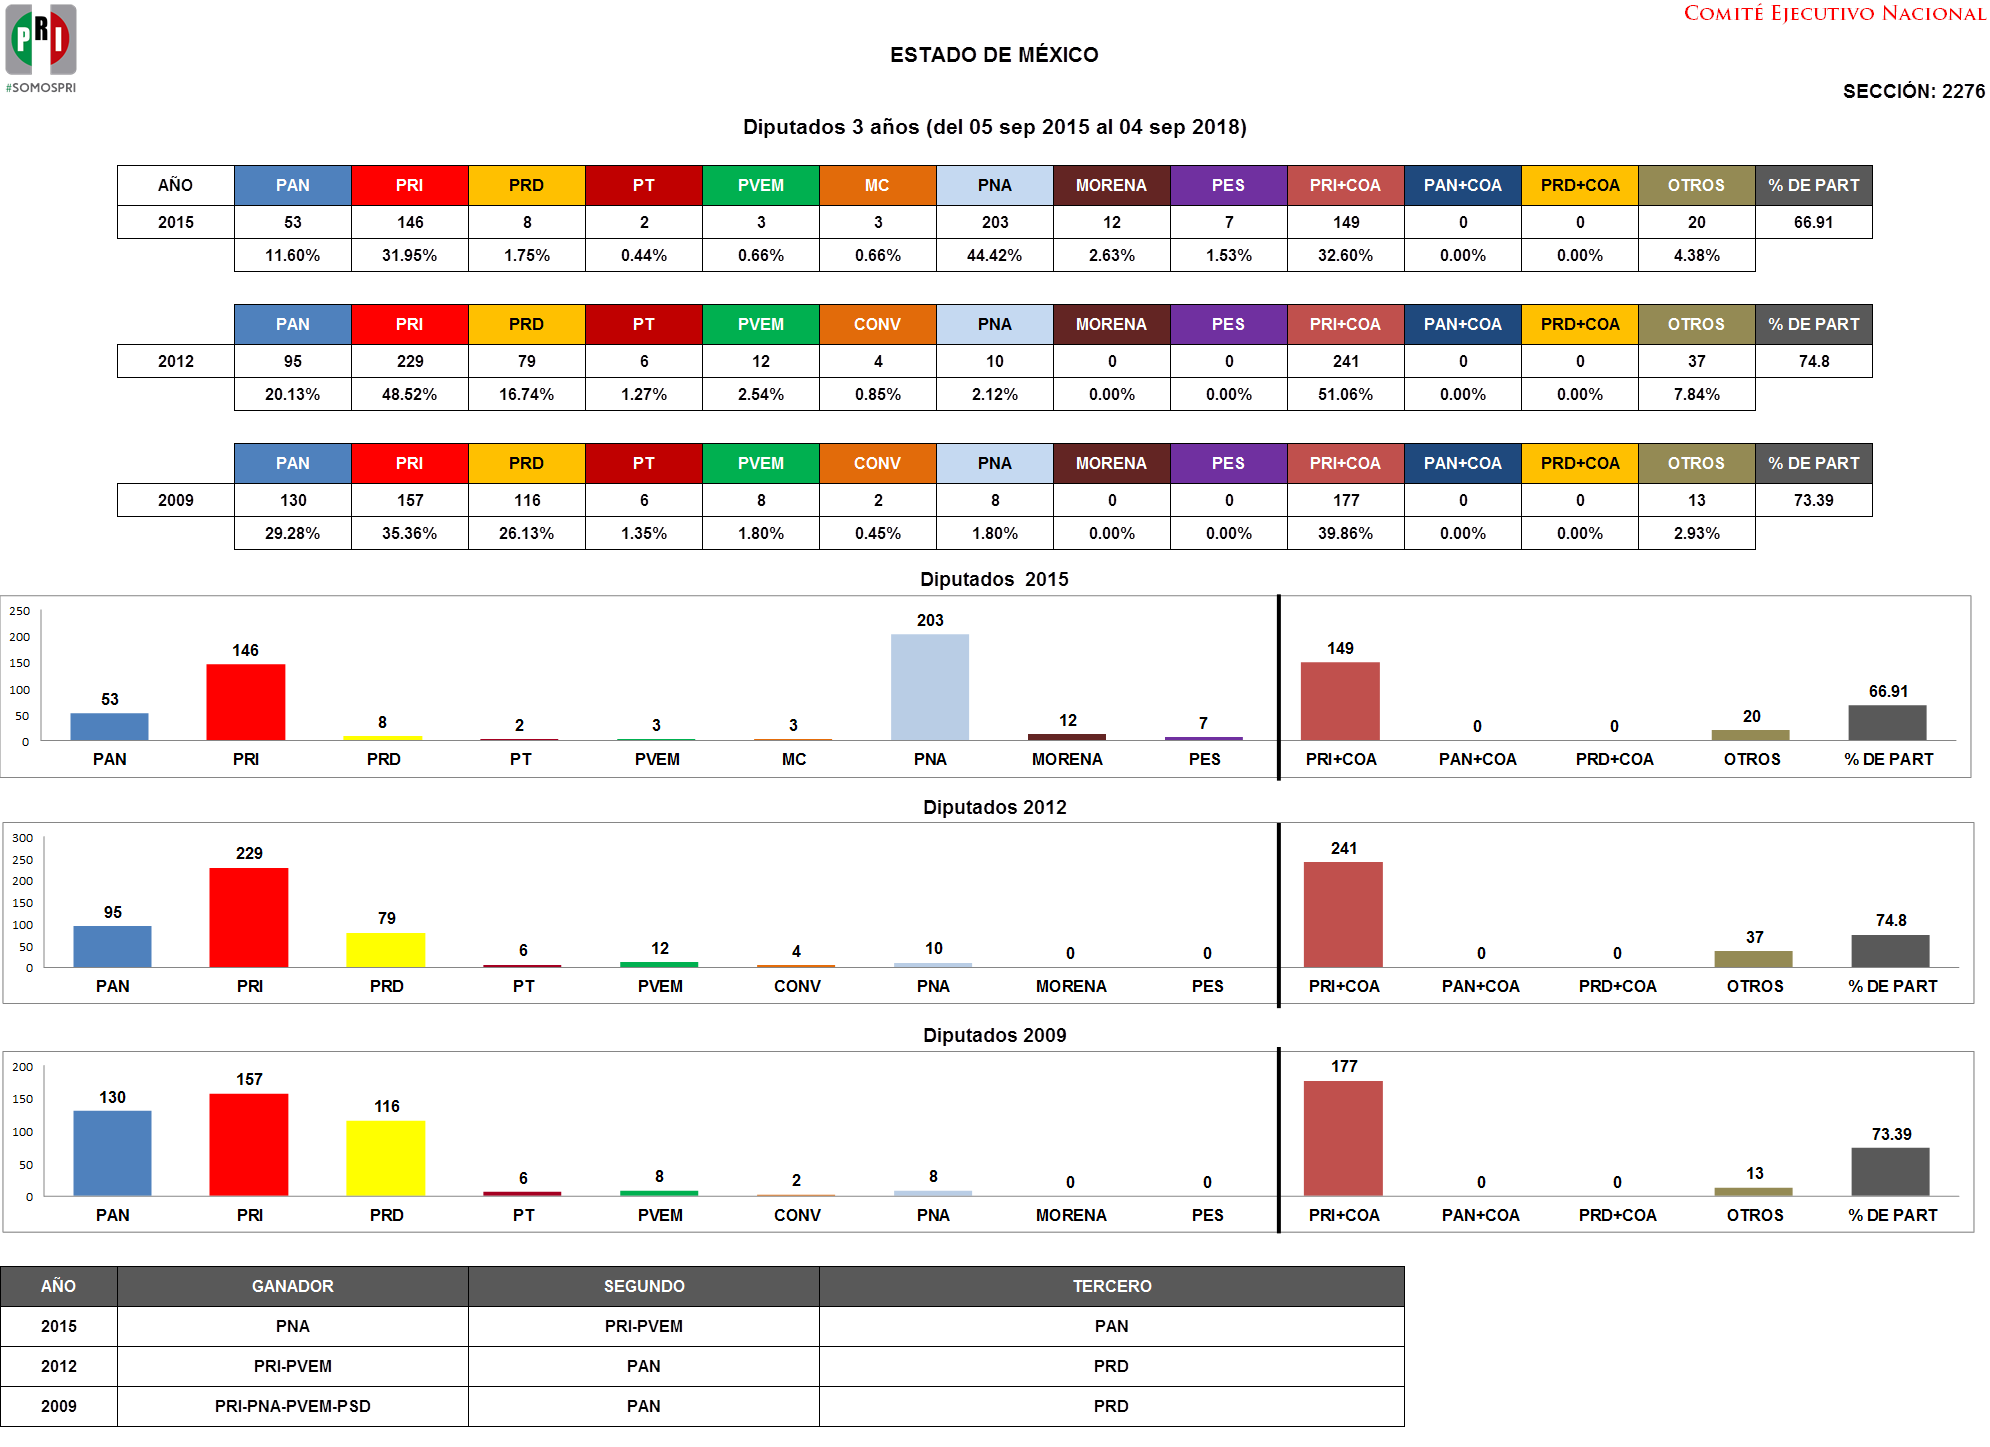 PRI
#SOMOSPRI
COMITÉ EJECUTIVO NACIONAL
ESTADO DE MÉXICO
SECCIÓN: 2276
Diputados 3 años (del 05 sep 2015 al 04 sep 2018)
AÑO PAN PRI PRD PT PVEM MC PNA MORENA PES PRI+COA PAN+COA PRD+COA OTROS % DE PART
2015 53 146 8 2 3 3 203 12 7 149 0 0 20 66.91
11.60% 31.95% 1.75% 0.44% 0.66% 0.66% 44.42% 2.63% 1.53% 32.60% 0.00% 0.00% 4.38%
PAN PRI PRD PT PVEM CONV PNA MORENA PES PRI+COA PAN+COA PRD+COA OTROS % DE PART
2012 95 229 79 6 12 4 10 0 0 241 0 0 37 74.8
20.13% 48.52% 16.74% 1.27% 2.54% 0.85% 2.12% 0.00% 0.00% 51.06% 0.00% 0.00% 7.84%
PAN PRI PRD PT PVEM CONV PNA MORENA PES PRI+COA PAN+COA PRD+COA OTROS % DE PART
2009 130 157 116 6 8 2 8 0 0 177 0 0 13 73.39
29.28% 35.36% 26.13% 1.35% 1.80% 0.45% 1.80% 0.00% 0.00% 39.86% 0.00% 0.00% 2.93%
Diputados 2015
250
200
150
100
50
0
53 146 8 2 3 3 203 12 7 149 0 0 20 66.91
PAN PRI PRD PT PVEM MC PNA MORENA PES PRI+COA PAN+COA PRD+COA OTROS % DE PART
Diputados 2012
300
250
200
150
100
50
0
95 229 79 6 12 4 10 0 0 241 0 0 37 74.8
PAN PRI PRD PT PVEM CONV PNA MORENA PES PRI+COA PAN+COA PRD+COA OTROS % DE PART
Diputados 2009
200
150
100
50
0
130 157 116 6 8 2 8 0 0 177 0 0 13 73.39
PAN PRI PRD PT PVEM CONV PNA MORENA PES PRI+COA PAN+COA PRD+COA OTROS % DE PART
AÑO GANADOR SEGUNDO TERCERO
2015 PNA PRI-PVEM PAN
2012 PRI-PVEM PAN PRD
2009 PRI-PNA-PVEM-PSD PAN PRD